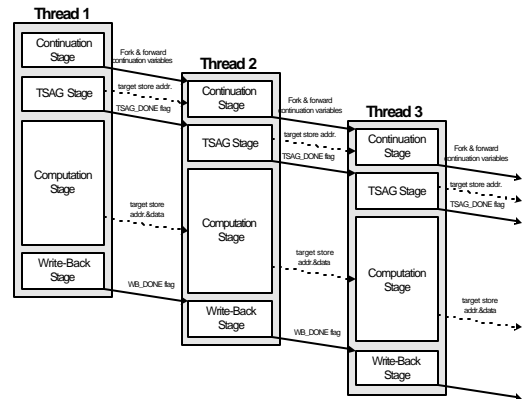 Thread 1
Continuation
Stage
TSAG Stage
Computation
Stage
Write-Back
Stage
Fork & forward
continuation variables
target store addr.
TSAG_DONE flag
target store
addr.&data
WB_DONE flag
Thread 2
Continuation
Stage
TSAG Stage
Computation
Stage
Write-Back
Stage
Fork & forward
continuation variables
target store addr.
TSAG_DONE flag
target store
addr.&data
WB_DONE flag
Thread 3
Continuation
Stage
TSAG Stage
Computation
Stage
Write-Back
Stage
Fork & forward
continuation variables
target store addr.
TSAG_DONE flag
target store
addr.&data